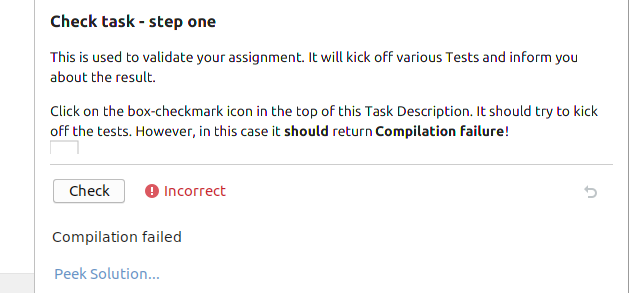 Check task - step one
This is used to validate your assignment. It will kick off various Tests and inform you
about the result.
Click on the box-checkmark icon in the top of this Task Description. It should try to kick
off the tests. However, in this case it should return Compilation failure!
Check
Incorrect
Compilation failed
Peek Solution...